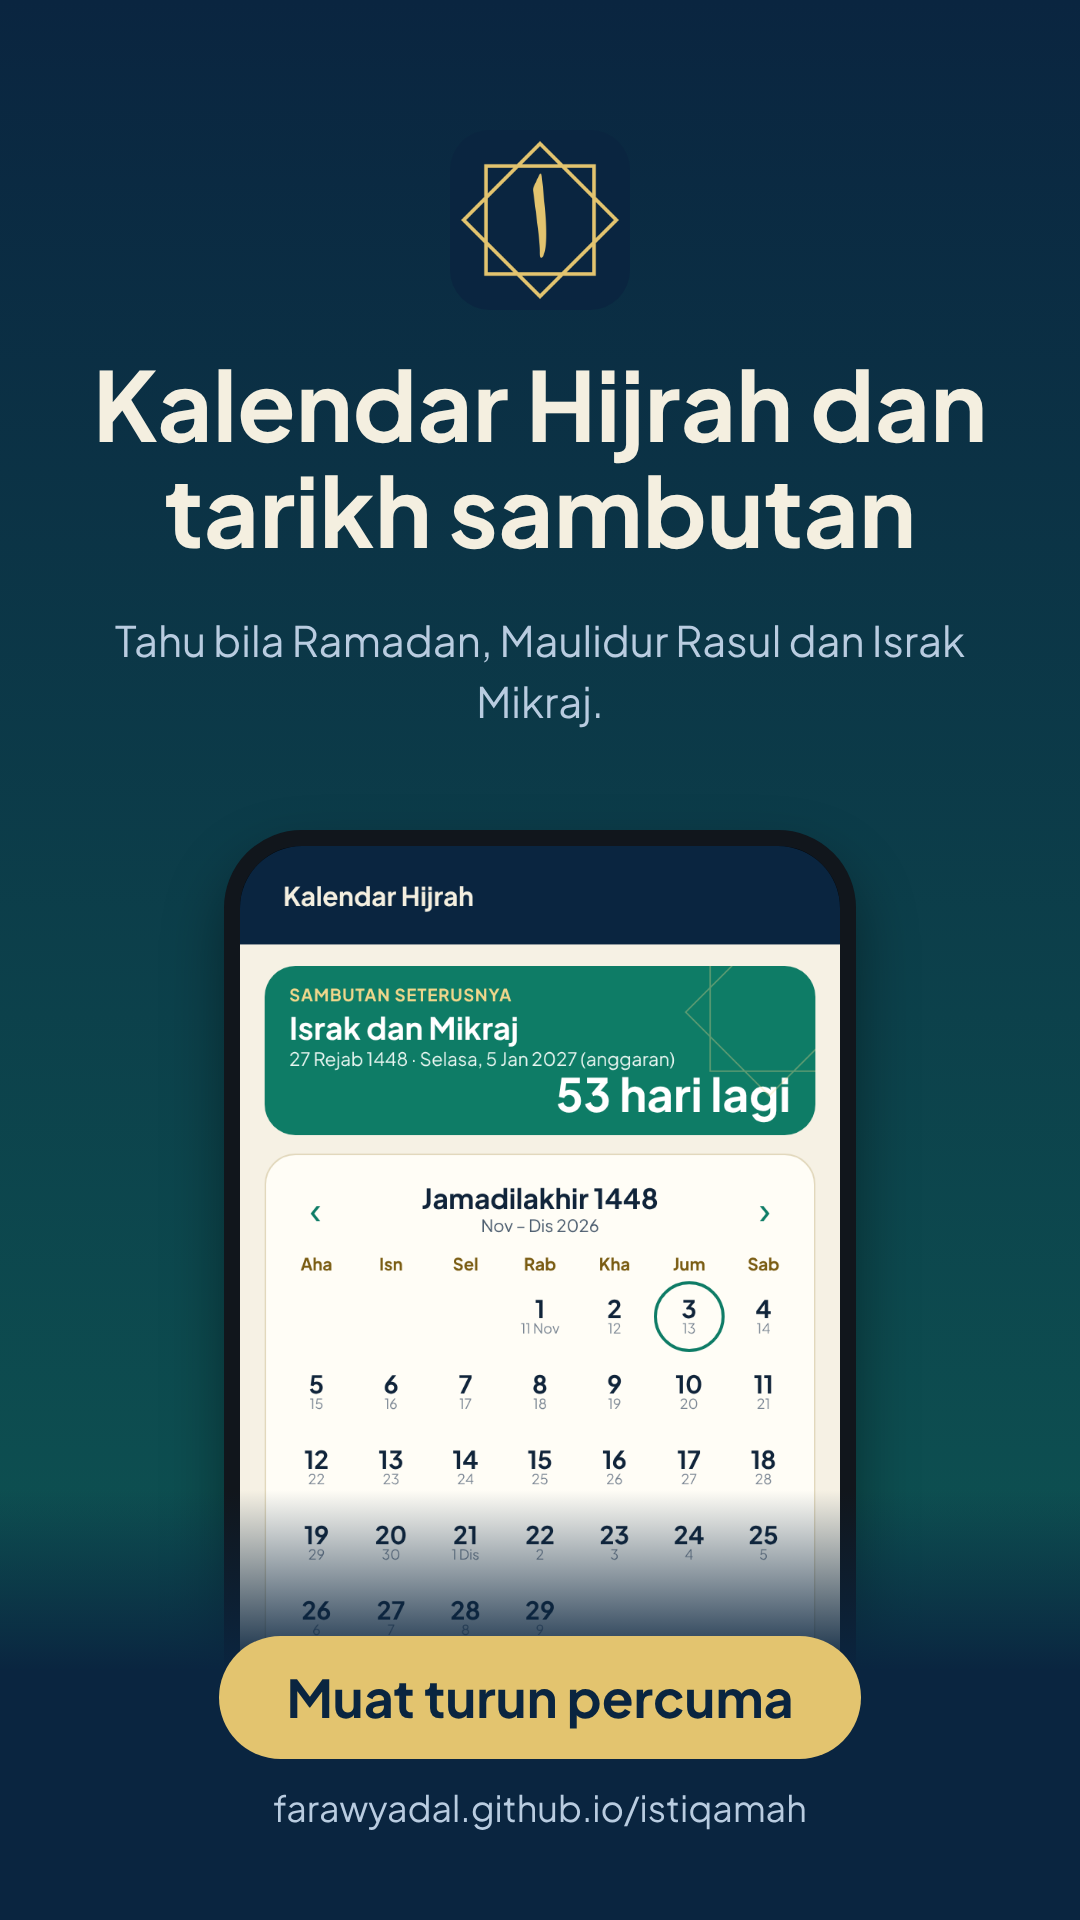 ا
Kalendar Hijrah dan
tarikh sambutan
Tahu bila Ramadan, Maulidur Rasul dan Israk
Mikraj.
Kalendar Hijrah
SAMBUTAN SETERUSNYA
Israk dan Mikraj
27 Rejab 1448 · Selasa, 5 Jan 2027 (anggaran)
53 hari lagi
‹ Jamadilakhir 1448 ›
Nov – Dis 2026
Aha Isn Sel Rab Kha Jum Sab
1 2 3 4
11 Nov 12 13 14
5 6 7 8 9 10 11
15 16 17 18 19 20 21
12 13 14 15 16 17 18
22 23 24 25 26 27 28
19 20 21 22 23 24 25
29 30 1 Dis 2 3 4 5
26 27 28 29
6 7 8 9
Muat turun percuma
farawyadal.github.io/istiqamah